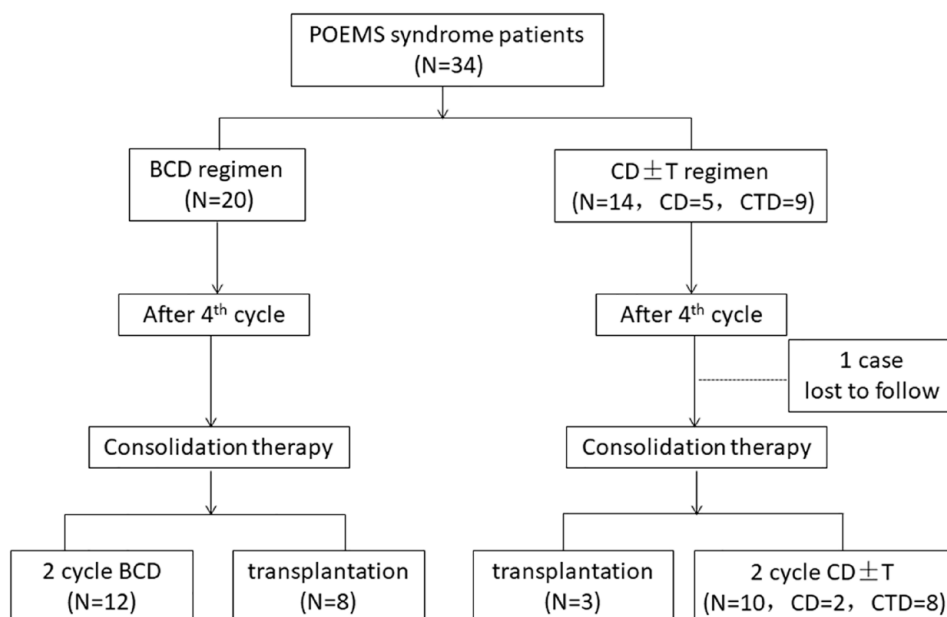 POEMS syndrome patients
(N=34)
BCD regimen
(N=20)
CD±T regimen
(N=14, CD=5, CTD=9)
After 4th cycle
After 4th cycle
1 case
lost to follow
Consolidation therapy
Consolidation therapy
2 cycle BCD
(N=12)
transplantation
(N=8)
transplantation
(N=3)
2 cycle CD±T
(N=10, CD=2, CTD=8)